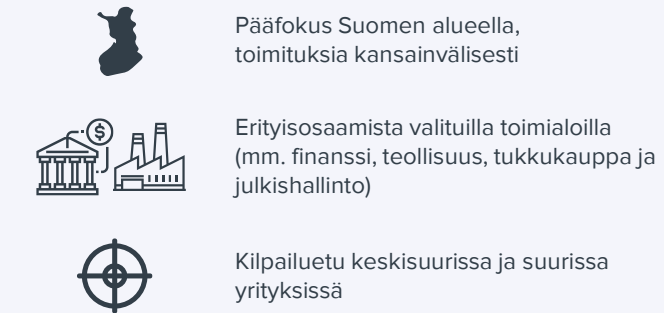 Pääfokus Suomen alueella,
toimituksia kansainvälisesti
$
Erityisosaamista valituilla toimialoilla
(mm. finanssi, teollisuus, tukkukauppa ja
julkishallinto)
Kilpailuetu keskisuurissa ja suurissa
yrityksissä